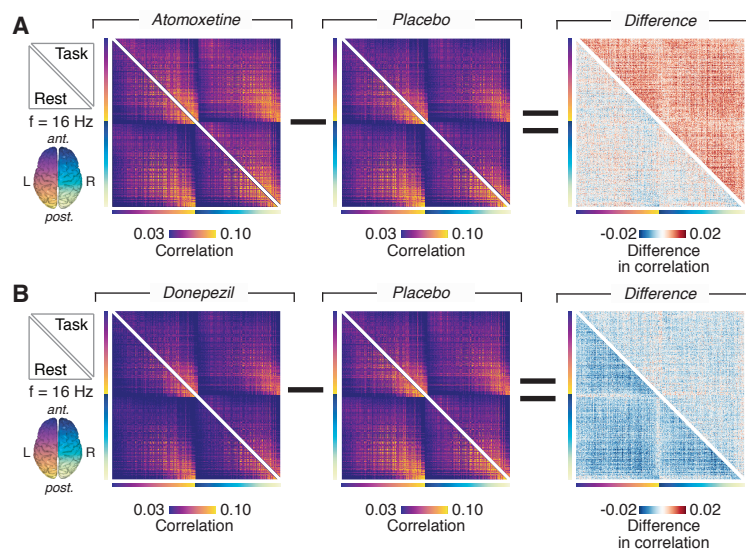 A
Atomoxetine
Placebo
Difference
Task
Rest
f = 16 Hz
ant.
L
R
post.
0.03
0.10
Correlation
0.03
0.10
Correlation
-0.02
0.02
Difference
in correlation
B
Donepezil
Placebo
Difference
Task
Rest
f = 16 Hz
ant.
L
R
post.
0.03
0.10
Correlation
0.03
0.10
Correlation
-0.02
0.02
Difference
in correlation